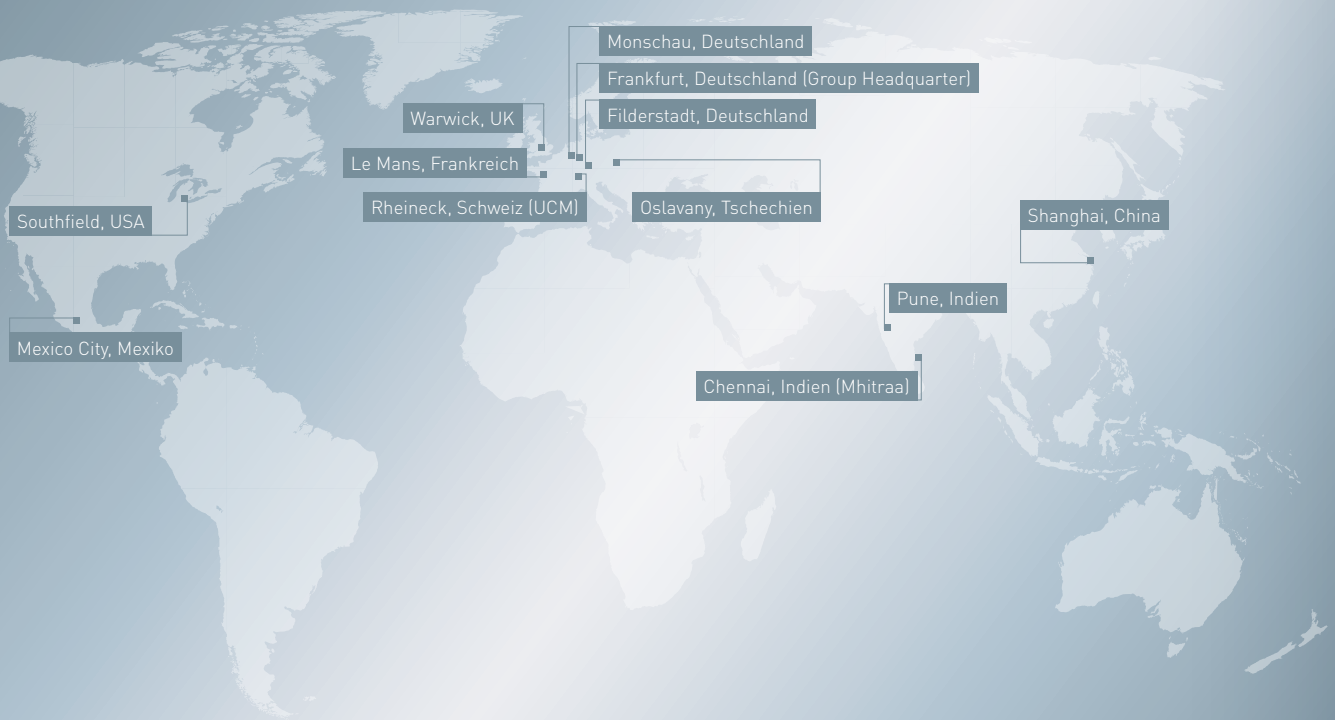 Monschau, Deutschland
Frankfurt, Deutschland (Group Headquarter)
Filderstadt, Deutschland
Warwick, UK
Le Mans, Frankreich
Rheineck, Schweiz (UCM)
Oslavany, Tschechien
Southfield, USA
Shanghai, China
Pune, Indien
Mexico City, Mexiko
Chennai, Indien (Mhitraa)